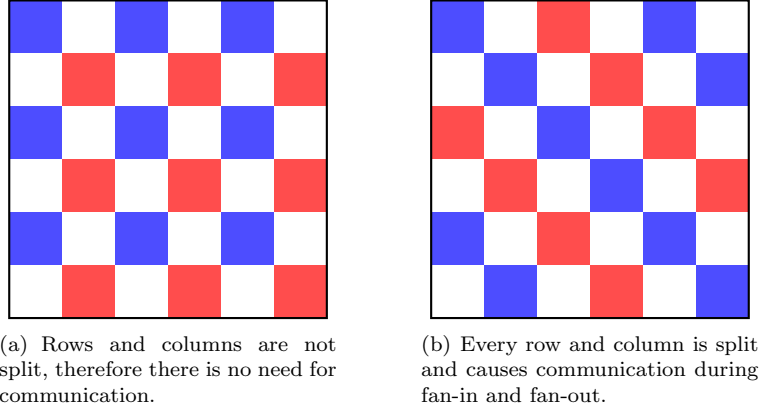 (a) Rows and columns are not
split, therefore there is no need for
communication.
(b) Every row and column is split
and causes communication during
fan-in and fan-out.